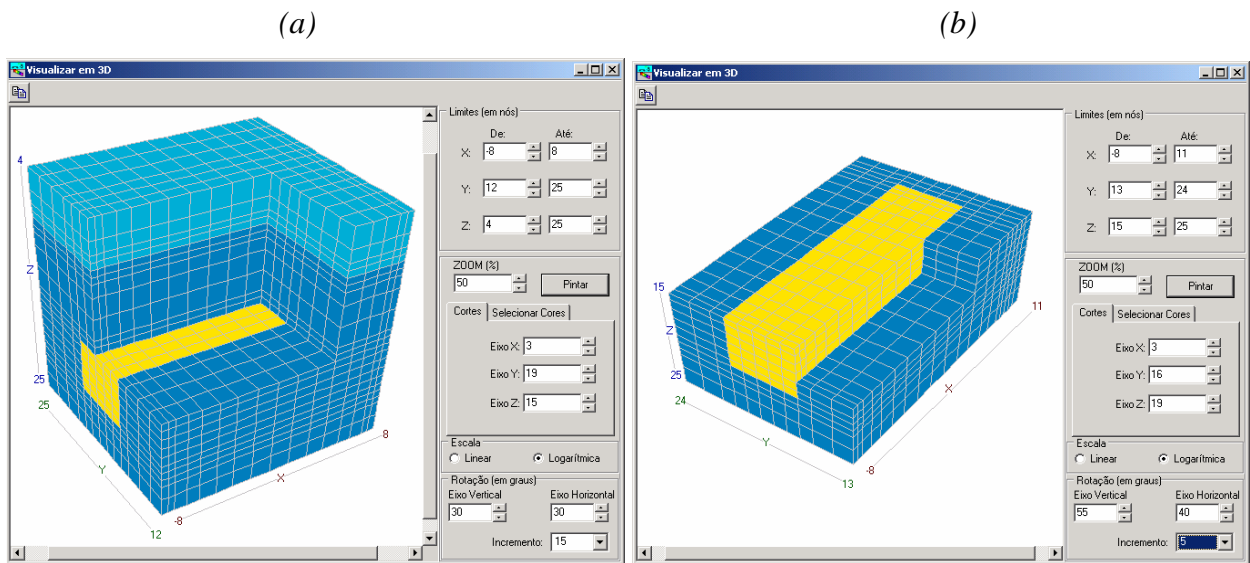 (a)
Visualizar em 3D
4
Z
25
25
Y
12
-8
X
8
Limites (em nós)
De: Até:
X: -8 8
Y: 12 25
Z: 4 25
ZOOM (%)
50 Pintar
Cortes Selecionar Cores
Eixo X: 3
Eixo Y: 19
Eixo Z: 15
Escala
Linear Logarítmica
Rotação (em graus)
Eixo Vertical Eixo Horizontal
30 30
Incremento: 15
(b)
Visualizar em 3D
15
Z
25
24
Y
13
-8
X
11
Limites (em nós)
De: Até:
X: -8 11
Y: 13 24
Z: 15 25
ZOOM (%)
50 Pintar
Cortes Selecionar Cores
Eixo X: 3
Eixo Y: 16
Eixo Z: 19
Escala
Linear Logarítmica
Rotação (em graus)
Eixo Vertical Eixo Horizontal
55 40
Incremento: 5